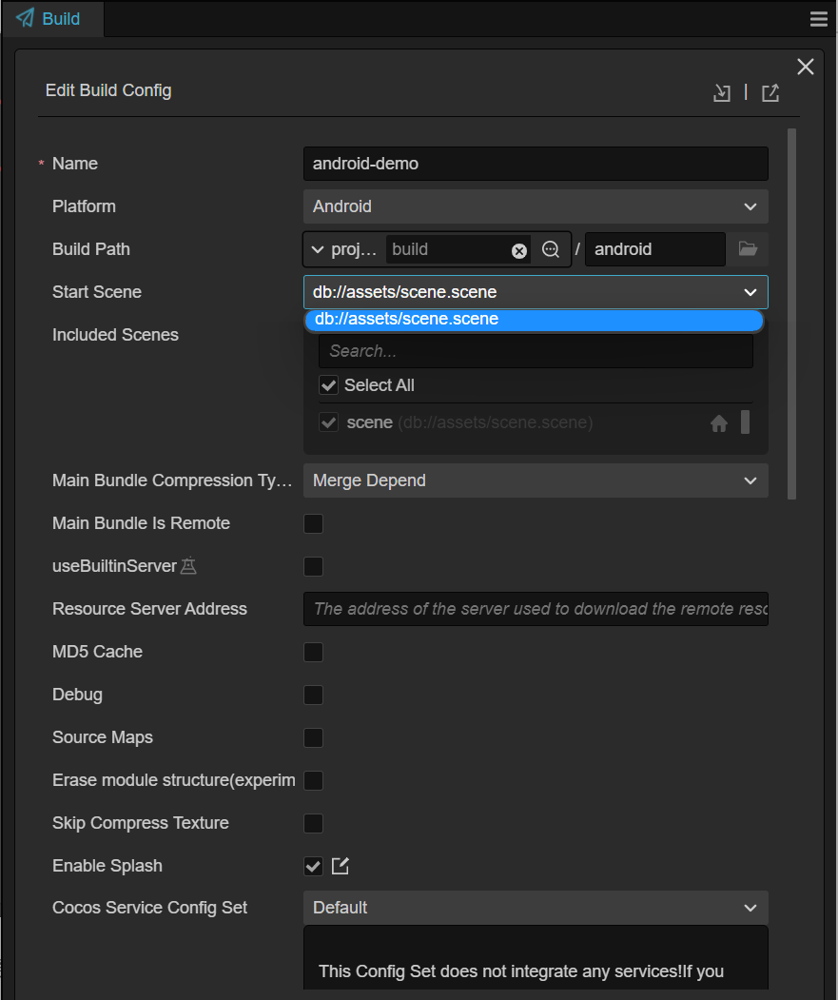 Build
Edit Build Config
* Name android-demo
Platform Android
Build Path proj... build / android
Start Scene db://assets/scene.scene
db://assets/scene.scene
Included Scenes
Search...
Select All
scene (db://assets/scene.scene)
Main Bundle Compression Ty... Merge Depend
Main Bundle Is Remote
useBuiltinServer
Resource Server Address The address of the server used to download the remote reso
MD5 Cache
Debug
Source Maps
Erase module structure(experim
Skip Compress Texture
Enable Splash
Cocos Service Config Set Default
This Config Set does not integrate any services!If you